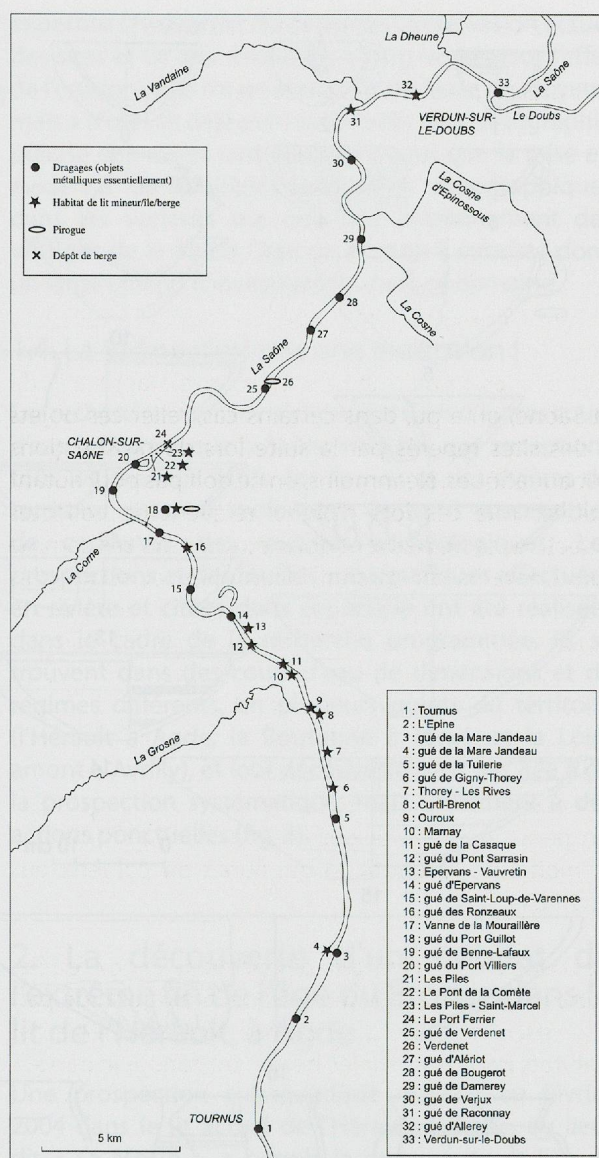 La Dheune
La Vandaine
La Saône
33
32
Le Doubs
31
VERDUN-SUR-
LE-DOUBS
Dragages (objets
métalliques essentiellement)
Habitat de lit mineur/île/berge
Pirogue
Dépôt de berge
30
La Cosne
d'Epinossous
29
28
La Cosne
27
La Saône
25
26
24
CHALON-SUR-
SAÔNE
23
20
22
21
19
18
17
16
La Corne
15
14
13
12
11
10
9
8
La Grosne
7
6
5
4
3
2
TOURNUS
1
5 km
1 : Tournus
2 : L'Epine
3 : gué de la Mare Jandeau
4 : gué de la Mare Jandeau
5 : gué de la Tuilerie
6 : gué de Gigny-Thorey
7 : Thorey - Les Rives
8 : Curtil-Brenot
9 : Ouroux
10 : Marnay
11 : gué de la Casaque
12 : gué du Pont Sarrasin
13 : Epervans - Vauvretin
14 : gué d'Epervans
15 : gué de Saint-Loup-de-Varennes
16 : gué des Ronzeaux
17 : Vanne de la Mouraillère
18 : gué du Port Guillot
19 : gué de Benne-Lafaux
20 : gué du Port Villiers
21 : Les Piles
22 : Le Pont de la Comète
23 : Les Piles - Saint-Marcel
24 : Le Port Ferrier
25 : gué de Verdenet
26 : Verdenet
27 : gué d'Alériot
28 : gué de Bougerot
29 : gué de Damerey
30 : gué de Verjux
31 : gué de Raconnay
32 : gué d'Allerey
33 : Verdun-sur-le-Doubs